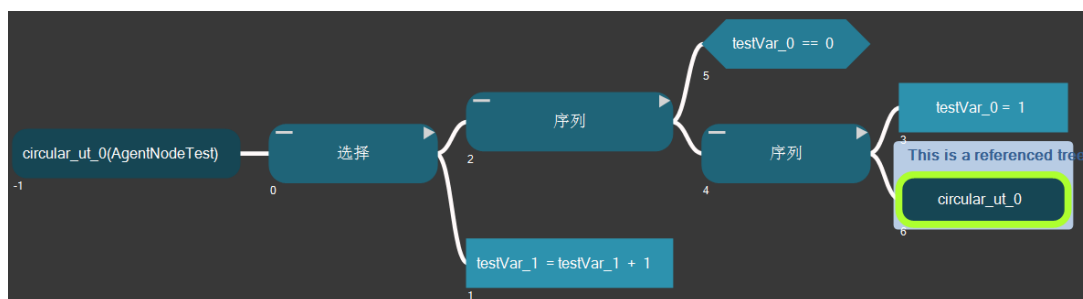 testVar_0 == 0
5
序列
2
testVar_0 = 1
3
circular_ut_0(AgentNodeTest)
-1
选择
0
序列
4
This is a referenced tree
circular_ut_0
6
testVar_1 = testVar_1 + 1
1